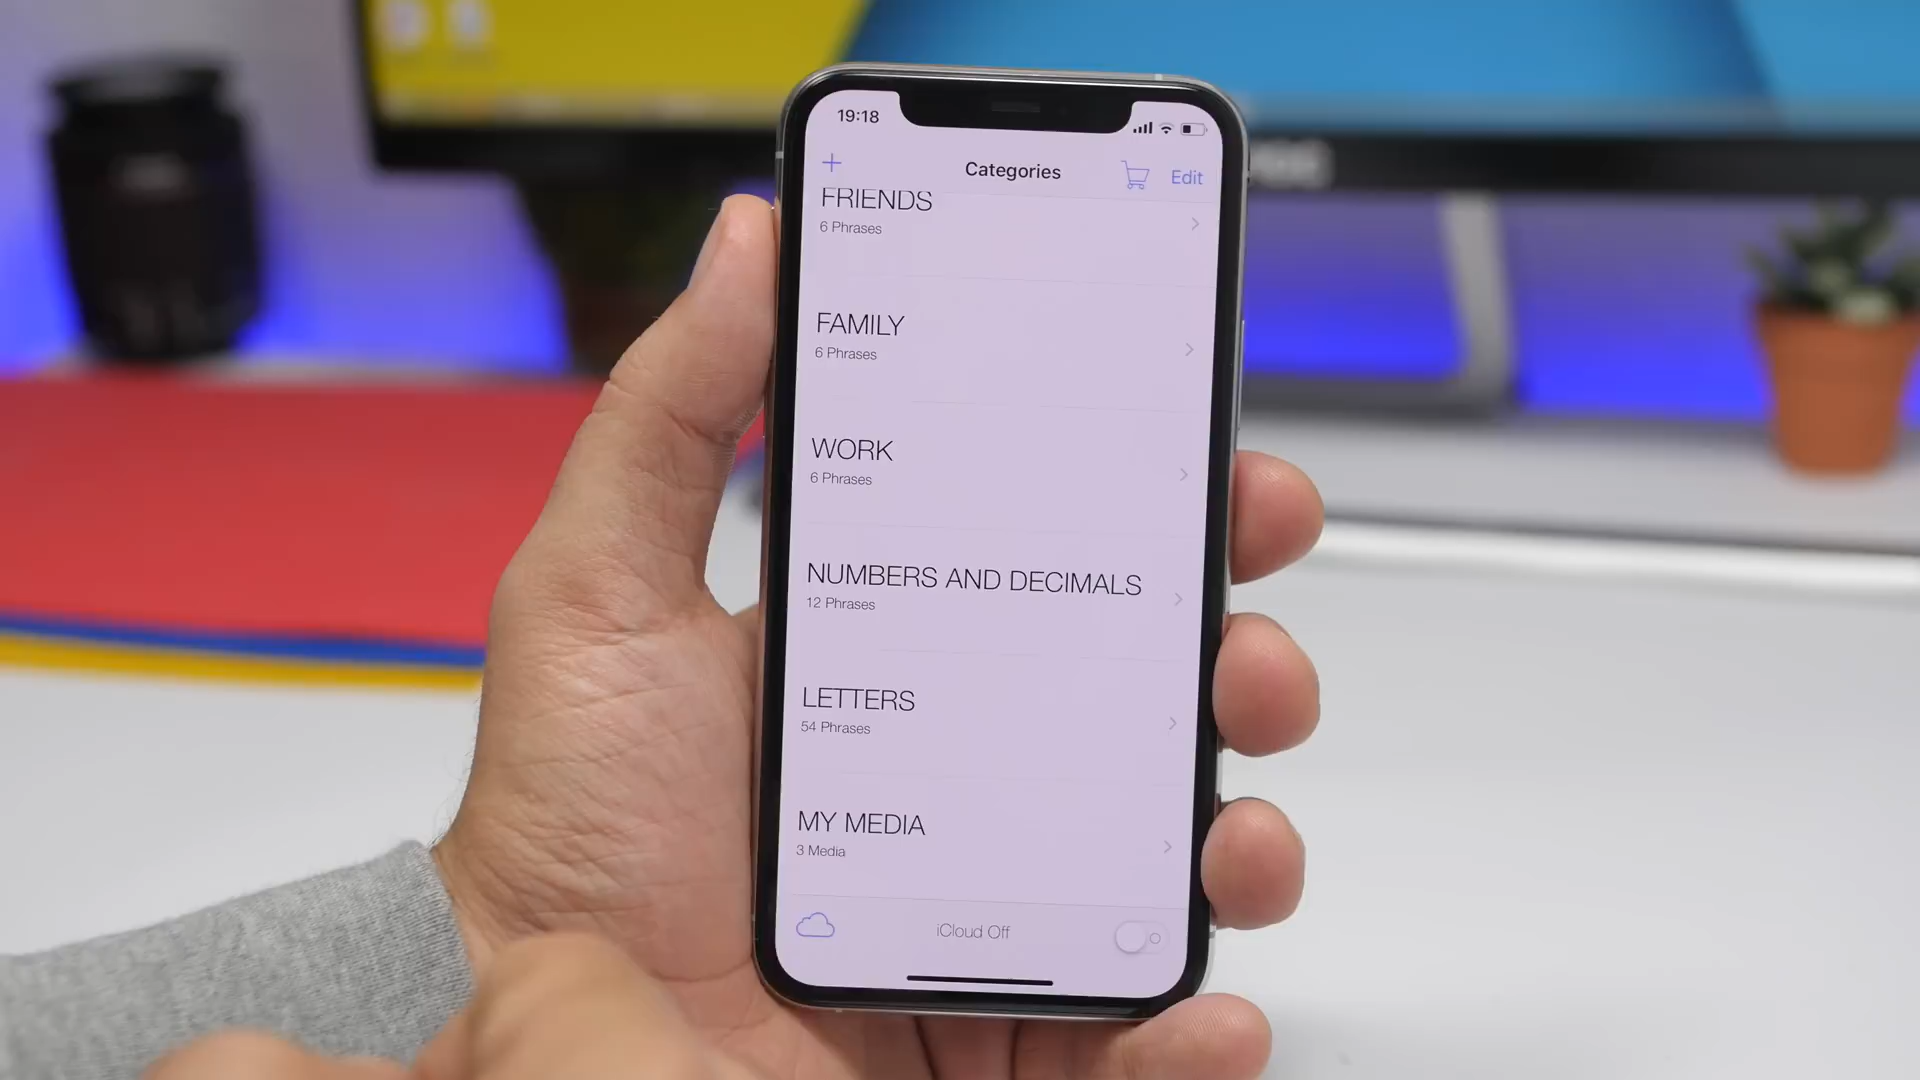 19:18
Categories
Edit
FRIENDS
6 Phrases
FAMILY
6 Phrases
WORK
6 Phrases
NUMBERS AND DECIMALS
12 Phrases
LETTERS
54 Phrases
MY MEDIA
3 Media
iCloud Off